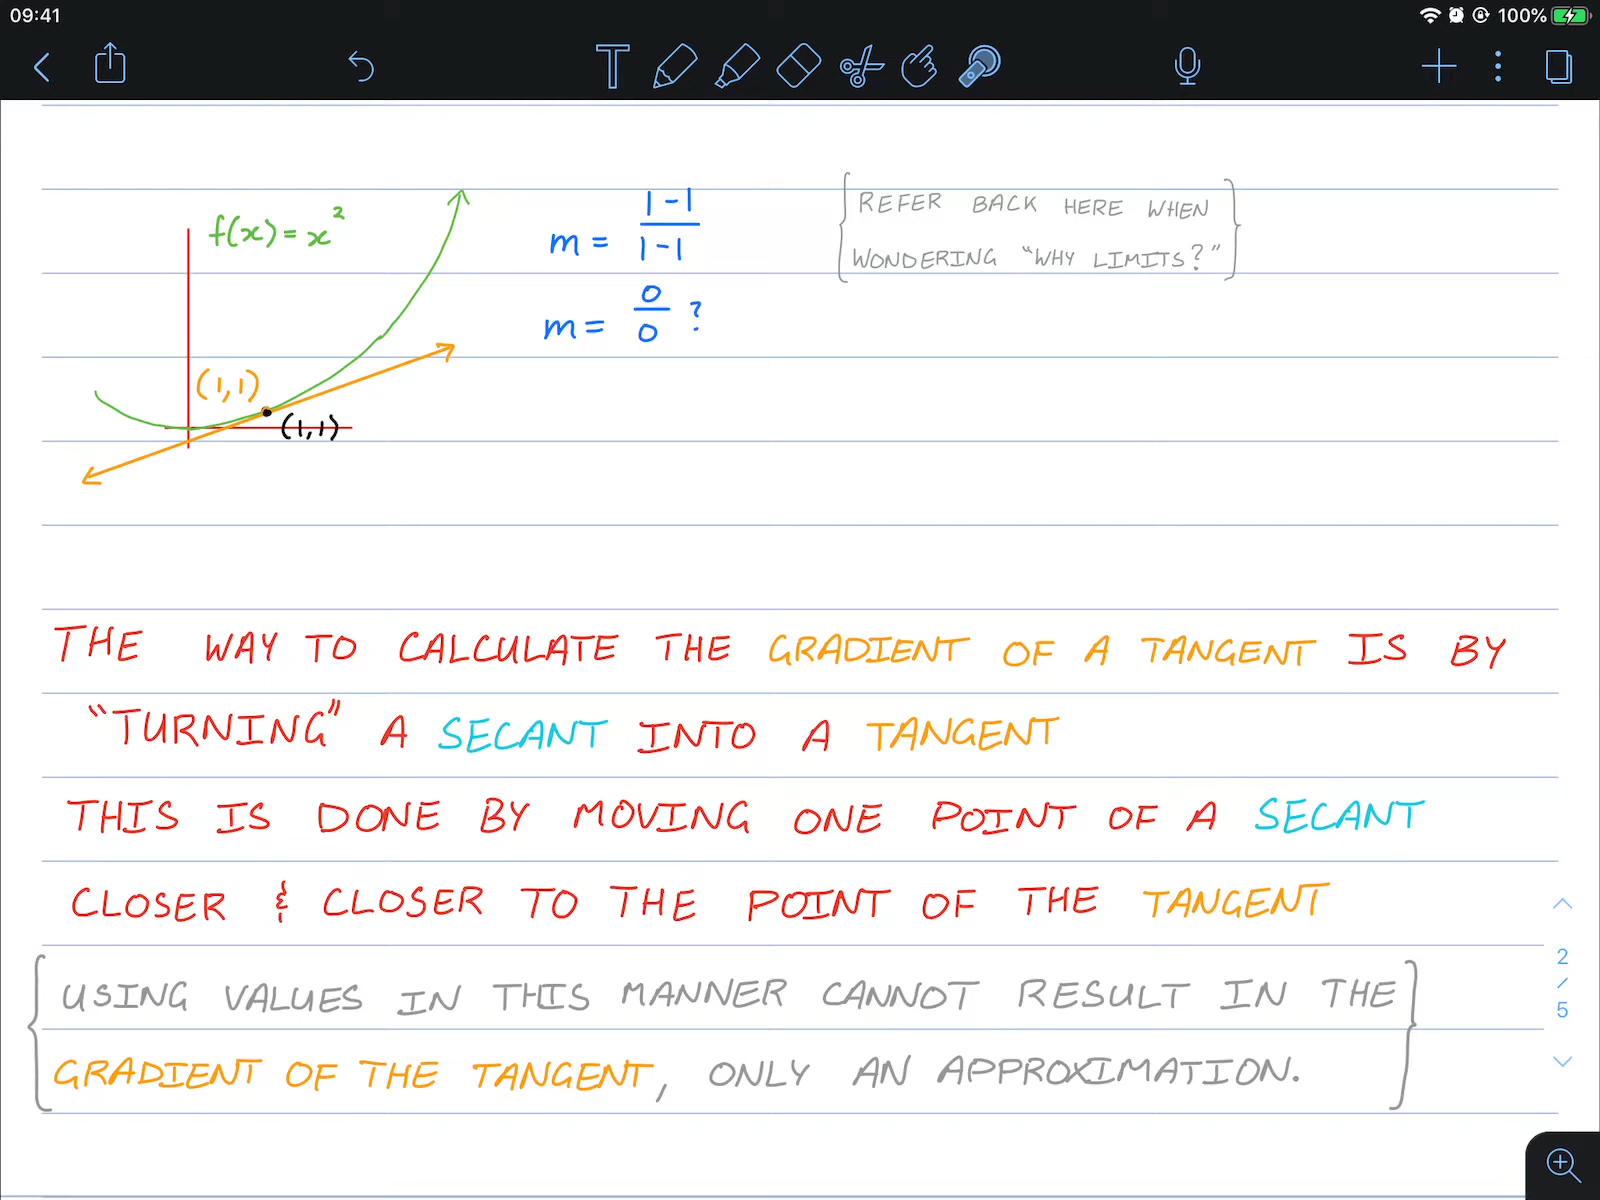 09:41
100%
f(x) = x²
m = 1-1 / 1-1
m = 0 / 0 ?
{REFER BACK HERE WHEN
WONDERING "WHY LIMITS?"}
(1,1)
(1,1)
THE WAY TO CALCULATE THE GRADIENT OF A TANGENT IS BY
"TURNING" A SECANT INTO A TANGENT
THIS IS DONE BY MOVING ONE POINT OF A SECANT
CLOSER & CLOSER TO THE POINT OF THE TANGENT
{USING VALUES IN THIS MANNER CANNOT RESULT IN THE
GRADIENT OF THE TANGENT, ONLY AN APPROXIMATION.}
2
/
5